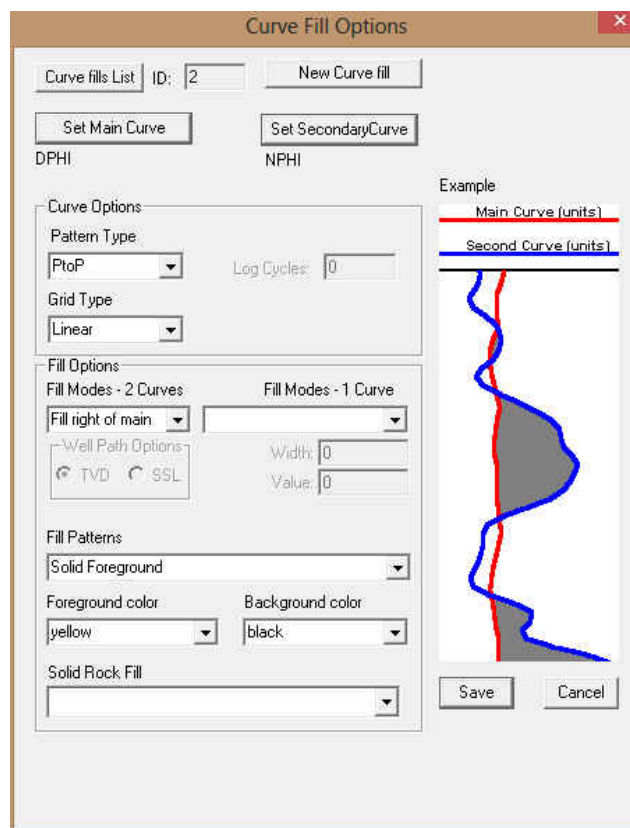 Curve Fill Options
Curve fills List ID: 2 New Curve fill
Set Main Curve Set SecondaryCurve
DPHI NPHI
Example
Main Curve (units)
Second Curve (units)
Curve Options
Pattern Type
PtoP Log Cycles: 0
Grid Type
Linear
Fill Options
Fill Modes - 2 Curves Fill Modes - 1 Curve
Fill right of main
Well Path Options Width: 0
TVD SSL Value: 0
Fill Patterns
Solid Foreground
Foreground color Background color
yellow black
Solid Rock Fill
Save Cancel